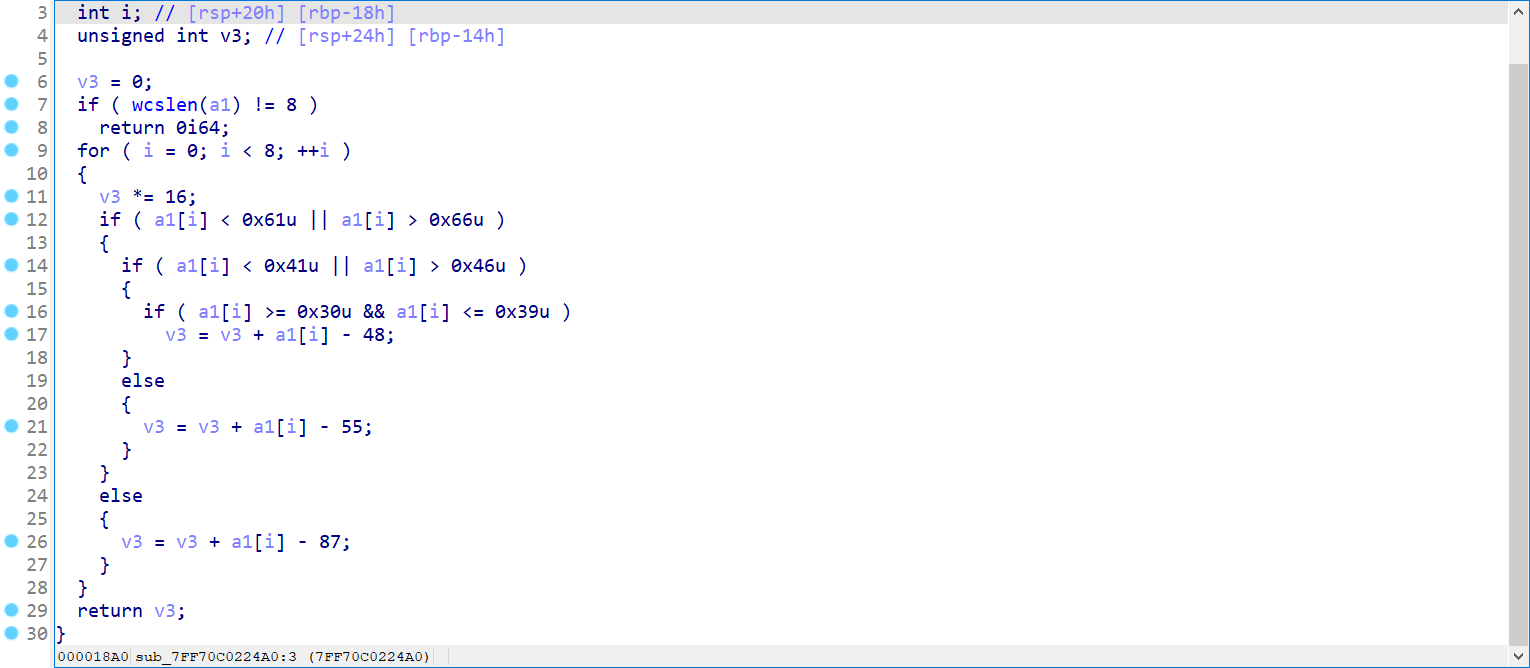 3 int i; // [rsp+20h] [rbp-18h]
4 unsigned int v3; // [rsp+24h] [rbp-14h]
5
6 v3 = 0;
7 if ( wcslen(a1) != 8 )
8 return 0i64;
9 for ( i = 0; i < 8; ++i )
10 {
11 v3 *= 16;
12 if ( a1[i] < 0x61u || a1[i] > 0x66u )
13 {
14 if ( a1[i] < 0x41u || a1[i] > 0x46u )
15 {
16 if ( a1[i] >= 0x30u && a1[i] <= 0x39u )
17 v3 = v3 + a1[i] - 48;
18 }
19 else
20 {
21 v3 = v3 + a1[i] - 55;
22 }
23 }
24 else
25 {
26 v3 = v3 + a1[i] - 87;
27 }
28 }
29 return v3;
30 }
000018A0 sub_7FF70C0224A0:3 (7FF70C0224A0)